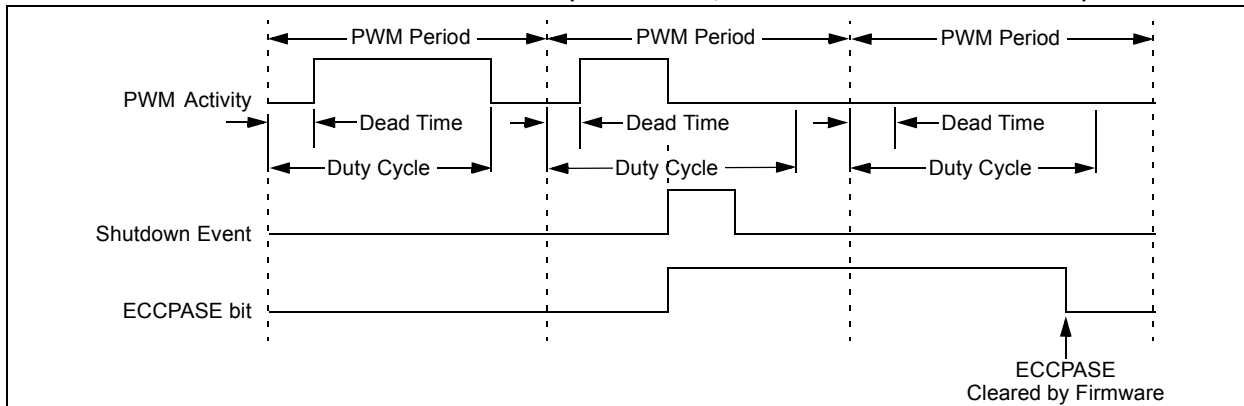 PWM Period PWM Period PWM Period
PWM Activity
Dead Time Dead Time Dead Time
Duty Cycle Duty Cycle Duty Cycle
Shutdown Event
ECCPASE bit
ECCPASE
Cleared by Firmware